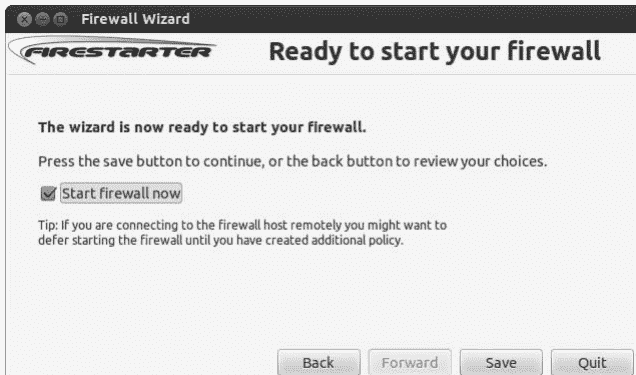 Firewall Wizard
FIRESTARTER
Ready to start your firewall
The wizard is now ready to start your firewall.
Press the save button to continue, or the back button to review your choices.
Start firewall now
Tip: If you are connecting to the firewall host remotely you might want to
defer starting the firewall until you have created additional policy.
Back
Forward
Save
Quit